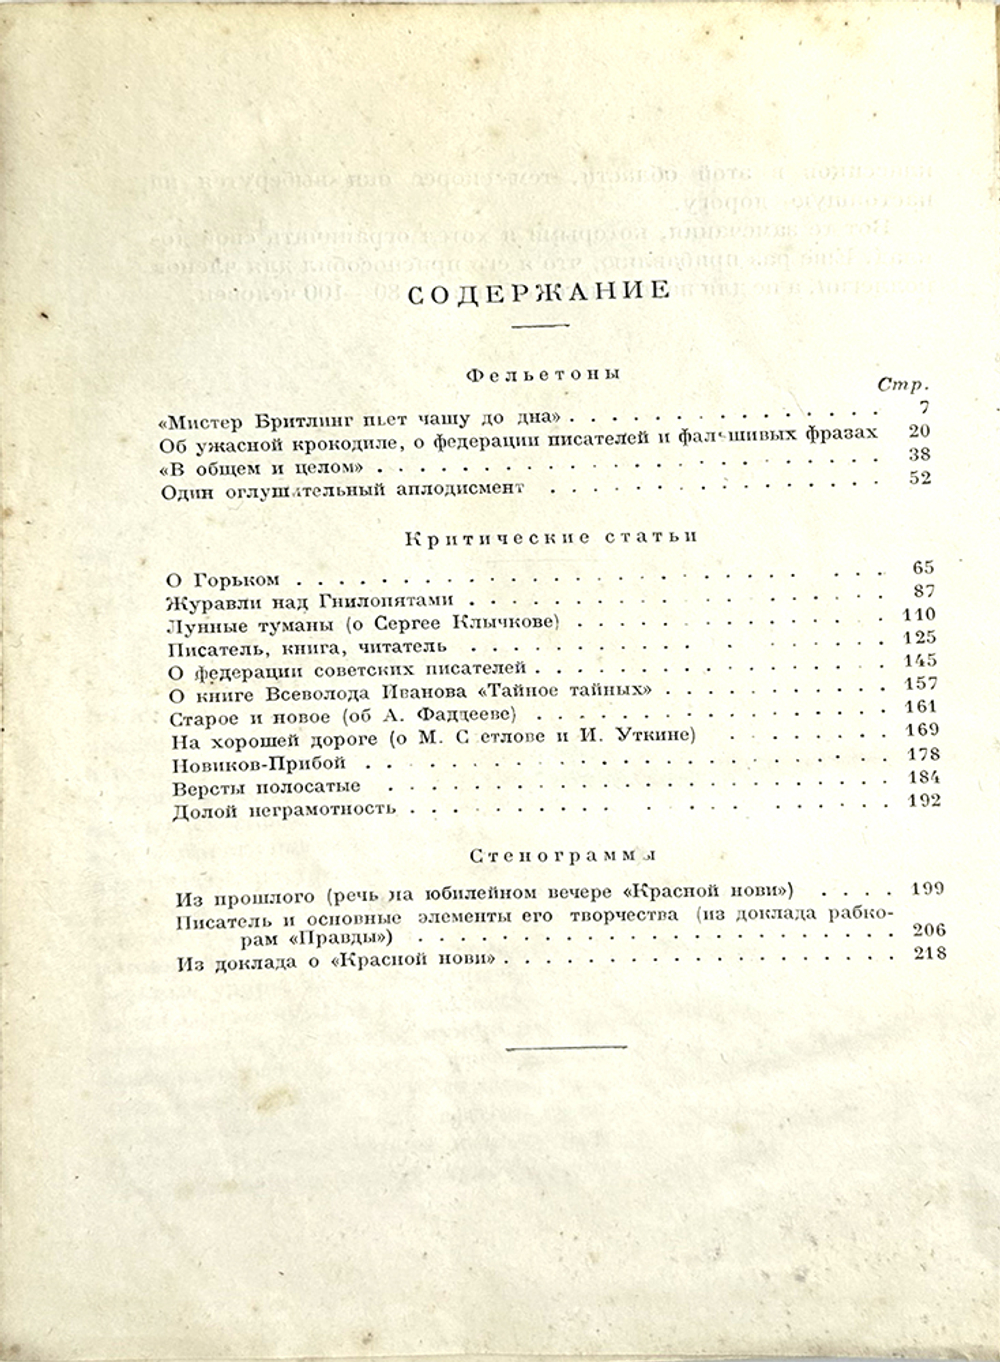 СОДЕРЖАНИЕ
Фельетоны
Стр.
«Мистер Бритлинг пьет чашу до дна» . . . . . . . . . . . . . . . 7
Об ужасной крокодиле, о федерации писателей и фальшивых фразах 20
«В общем и целом» . . . . . . . . . . . . . . . . . . . . 38
Один оглушительный аплодисмент . . . . . . . . . . . . . . 52
Критические статьи
О Горьком . . . . . . . . . . . . . . . . . . . . . 65
Журавли над Гнилопятами . . . . . . . . . . . . . . . 87
Лунные туманы (о Сергее Клычкове) . . . . . . . . . . . . 110
Писатель, книга, читатель . . . . . . . . . . . . . . . 125
О федерации советских писателей . . . . . . . . . . . . . 145
О книге Всеволода Иванова «Тайное тайных» . . . . . . . . . 157
Старое и новое (об А. Фадееве) . . . . . . . . . . . . . . 161
На хорошей дороге (о М. Светлове и И. Уткине) . . . . . . . . 169
Новиков-Прибой . . . . . . . . . . . . . . . . . . . 178
Версты полосатые . . . . . . . . . . . . . . . . . . 184
Долой неграмотность . . . . . . . . . . . . . . . . . 192
Стенограммы
Из прошлого (речь на юбилейном вечере «Красной нови») . . . . 199
Писатель и основные элементы его творчества (из доклада рабко-
рам «Правды») . . . . . . . . . . . . . . . . . 206
Из доклада о «Красной нови» . . . . . . . . . . . . . . 218